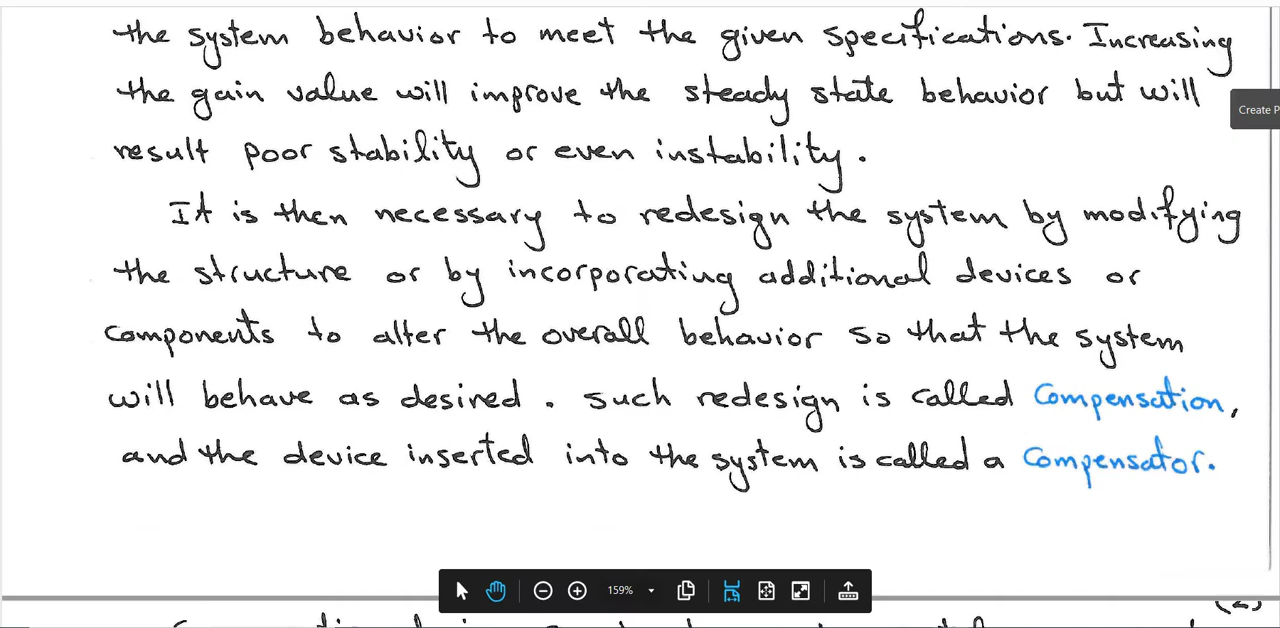 the system behavior to meet the given specifications. Increasing
the gain value will improve the steady state behavior but will
Create P
result poor stability or even instability.
It is then necessary to redesign the system by modifying
the structure or by incorporating additional devices or
components to alter the overall behavior so that the system
will behave as desired. Such redesign is called Compensation,
and the device inserted into the system is called a Compensator.
159%
(2)